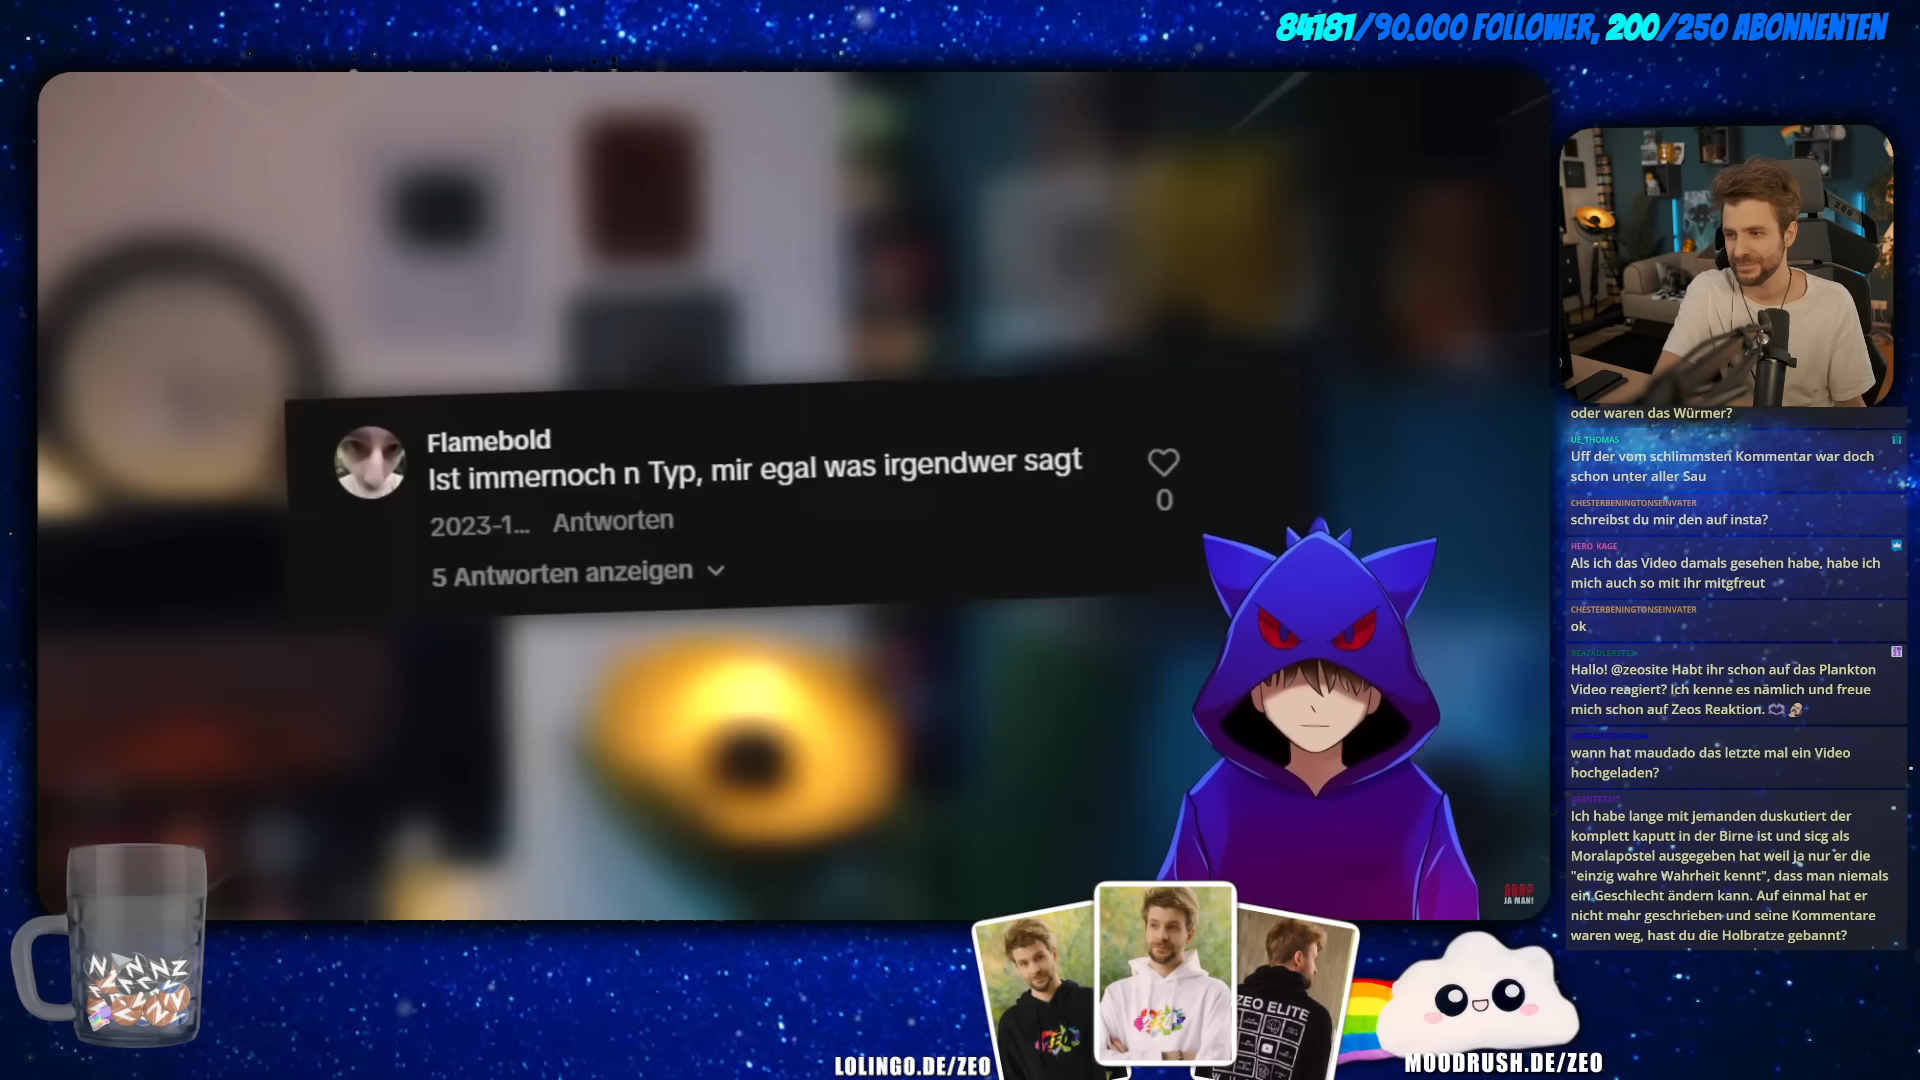 84181/90.000 FOLLOWER, 200/250 ABONNENTEN
Flamebold
Ist immernoch n Typ, mir egal was irgendwer sagt
0
2023-1... Antworten
5 Antworten anzeigen
ABO?
JA MAN!
oder waren das Würmer?
UE_THOMAS
Uff der vom schlimmsten Kommentar war doch
schon unter aller Sau
CHESTERBENINGTONSEINVATER
schreibst du mir den auf insta?
HERO_KAGE
Als ich das Video damals gesehen habe, habe ich
mich auch so mit ihr mitgfreut
CHESTERBENINGTONSEINVATER
ok
Hallo! @zeosite Habt ihr schon auf das Plankton
Video reagiert? Ich kenne es nämlich und freue
mich schon auf Zeos Reaktion.
wann hat maudado das letzte mal ein Video
hochgeladen?
Ich habe lange mit jemanden duskutiert der
komplett kaputt in der Birne ist und sicg als
Moralapostel ausgegeben hat weil ja nur er die
"einzig wahre Wahrheit kennt", dass man niemals
ein Geschlecht ändern kann. Auf einmal hat er
nicht mehr geschrieben und seine Kommentare
waren weg, hast du die Holbratze gebannt?
ZEO ELITE
LOLINGO.DE/ZEO
MOODRUSH.DE/ZEO